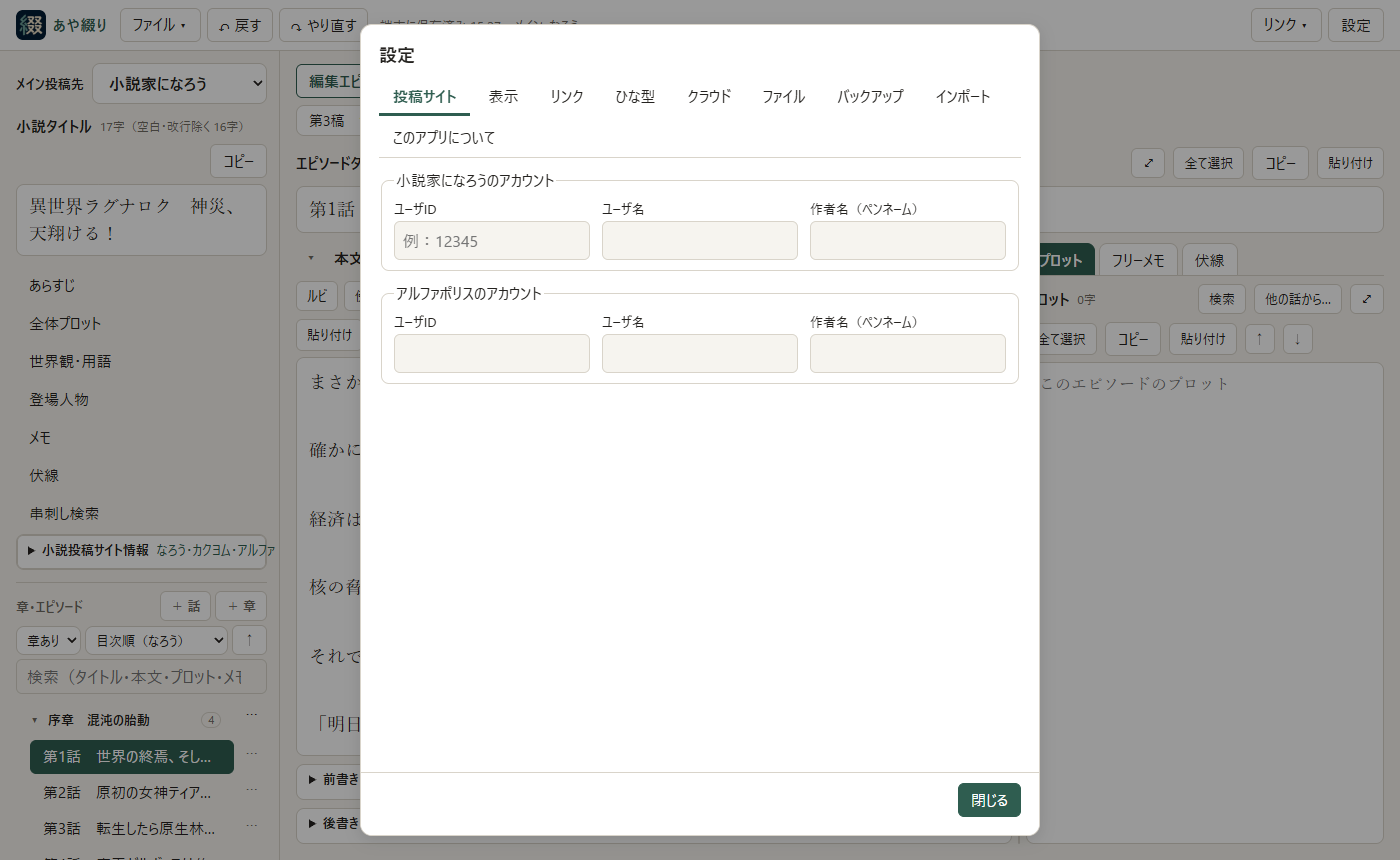 綴 あや綴り ファイル ▾ 戻す やり直す リンク ▾ 設定
メイン投稿先 小説家になろう
小説タイトル 17字（空白・改行除く16字）
コピー
異世界ラグナロク　神災、
天翔ける！
あらすじ
全体プロット
世界観・用語
登場人物
メモ
伏線
串刺し検索
▶ 小説投稿サイト情報 なろう・カクヨム・アルファ
章・エピソード ＋ 話 ＋ 章
章あり 目次順（なろう） ↑
検索（タイトル・本文・プロット・メモ
▾ 序章　混沌の胎動 4 …
第1話　世界の終焉、そし... …
第2話　原初の女神ティア... …
第3話　転生したら原生林... …
編集エピ
第3稿
エピソードタ
⤢ 全て選択 コピー 貼り付け
第1話
▾ 本文
ルビ
貼り付け
まさか
確かに
経済は
核の脅
それで
「明日
▶ 前書き
▶ 後書き
プロット フリーメモ 伏線
ロット 0字 検索 他の話から... ⤢
全て選択 コピー 貼り付け ↑ ↓
このエピソードのプロット
設定
投稿サイト 表示 リンク ひな型 クラウド ファイル バックアップ インポート
このアプリについて
小説家になろうのアカウント
ユーザID ユーザ名 作者名（ペンネーム）
例：12345
アルファポリスのアカウント
ユーザID ユーザ名 作者名（ペンネーム）
閉じる